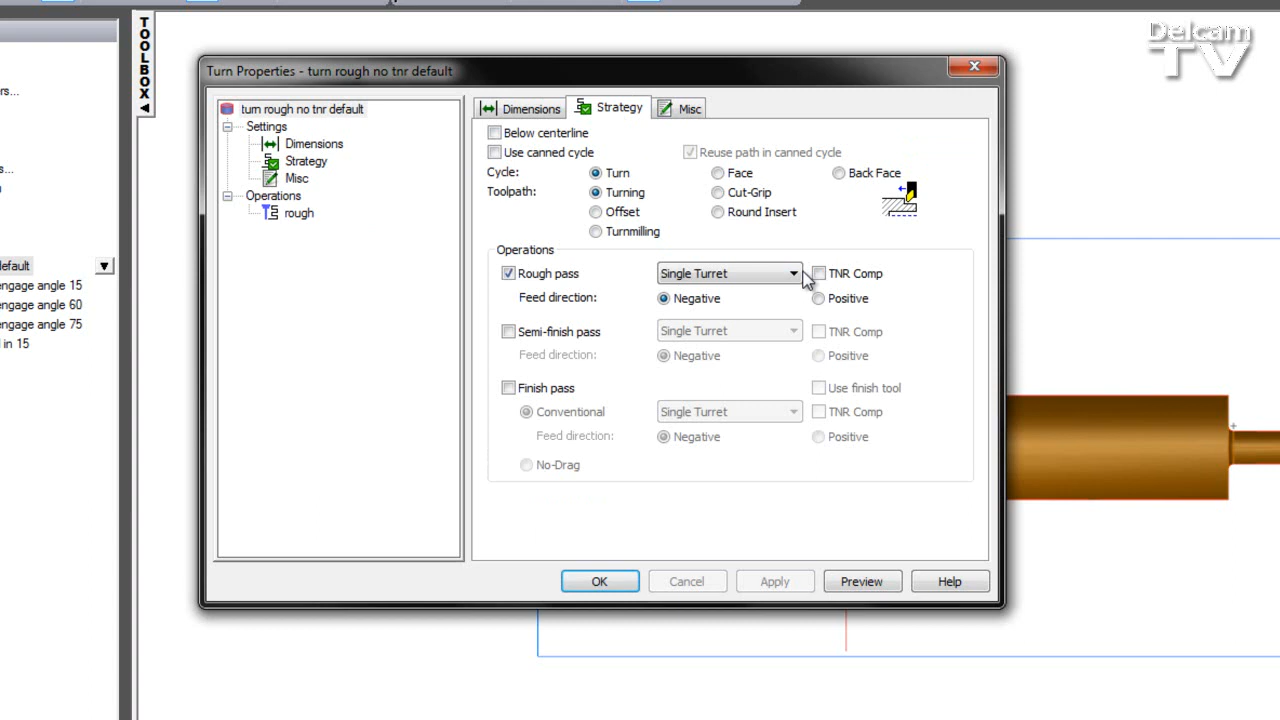 Delcam
TV
TOOLBOX
Turn Properties - turn rough no tnr default
turn rough no tnr default
Settings
Dimensions
Strategy
Misc
Operations
rough
Dimensions
Strategy
Misc
Below centerline
Use canned cycle
Reuse path in canned cycle
Cycle:
Turn
Face
Back Face
Toolpath:
Turning
Cut-Grip
Offset
Round Insert
Turnmilling
Operations
Rough pass
Single Turret
TNR Comp
Feed direction:
Negative
Positive
Semi-finish pass
Single Turret
TNR Comp
Feed direction:
Negative
Positive
Finish pass
Use finish tool
Conventional
Single Turret
TNR Comp
Feed direction:
Negative
Positive
No-Drag
OK
Cancel
Apply
Preview
Help
engage angle 15
engage angle 60
engage angle 75
in 15